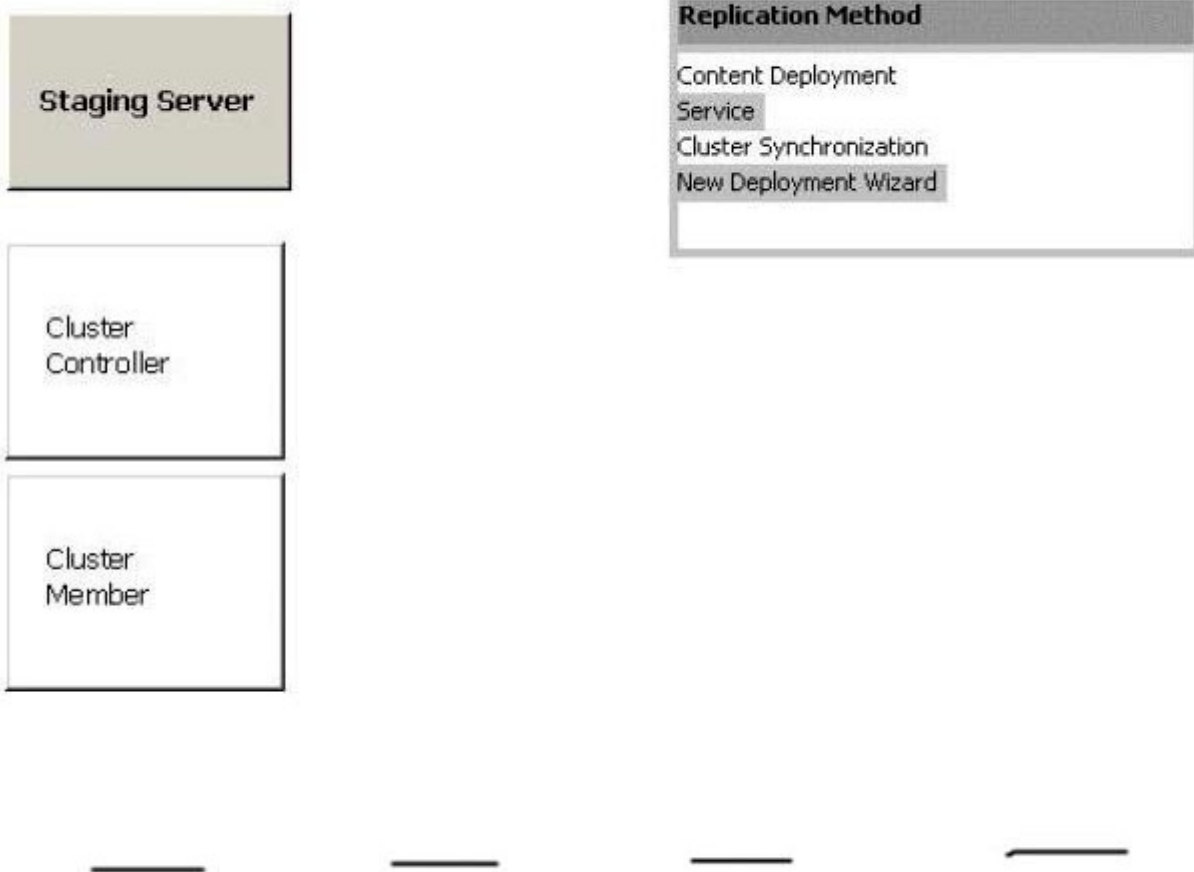 Staging Server
Cluster
Controller
Cluster
Member
Replication Method
Content Deployment
Service
Cluster Synchronization
New Deployment Wizard